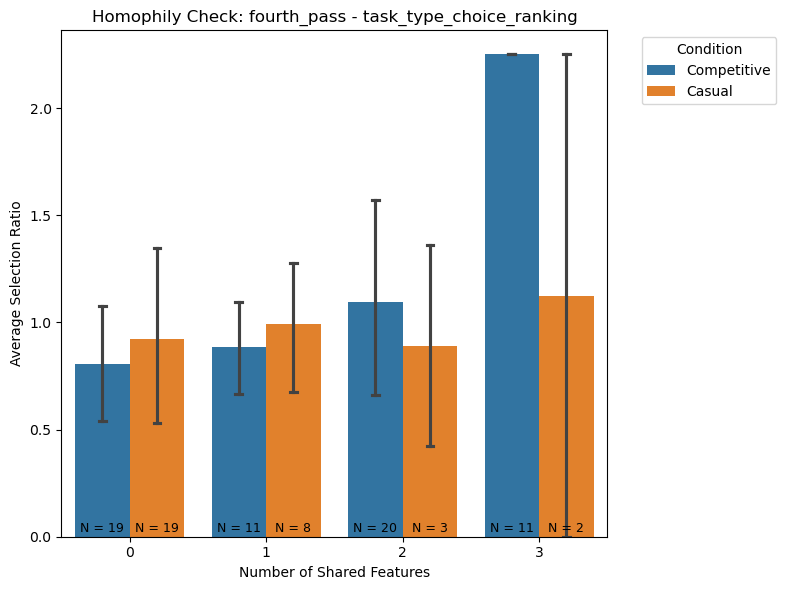 Homophily Check: fourth_pass - task_type_choice_ranking
Condition
Competitive
Casual
Average Selection Ratio
2.0
1.5
1.0
0.5
0.0
N = 19 N = 19 N = 11 N = 8 N = 20 N = 3 N = 11 N = 2
0 1 2 3
Number of Shared Features